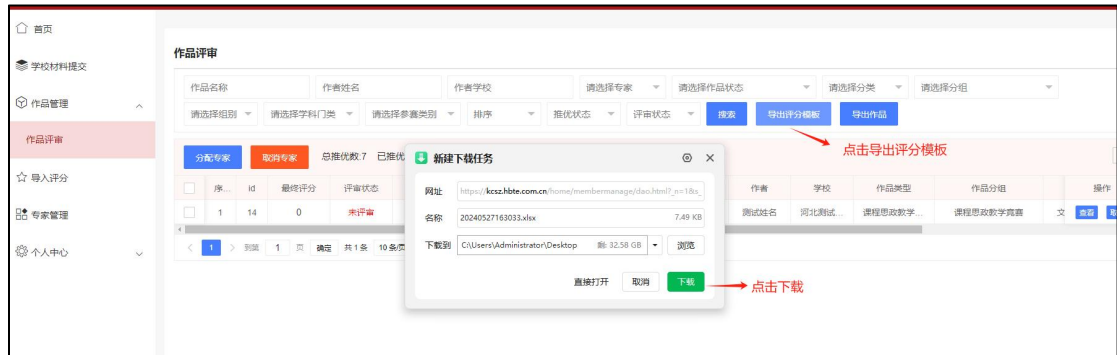 首页
学校材料提交
作品管理
作品评审
导入评分
专家管理
个人中心
作品评审
作品名称 作者姓名 作者学校 请选择专家 请选择作品状态 请选择分类 请选择分组
请选择组别 请选择学科门类 请选择参赛类别 排序 推优状态 评审状态 搜索 导出评分模板 导出作品
点击导出评分模板
分配专家 取消专家 总推优数:7 已推优
序... id 最终评分 评审状态 作者 学校 作品类型 作品分组 操作
1 14 0 未评审 测试姓名 河北测试... 课程思政教学... 课程思政教学竞赛 文 查看
1 到第 1 页 确定 共1条 10条/页
新建下载任务
网址 https://kcsz.hbte.com.cn/home/membermanage/dao.html?_n=1&s_
名称 20240527163033.xlsx 7.49 KB
下载到 C:\Users\Administrator\Desktop 剩: 32.58 GB 浏览
直接打开 取消 下载
点击下载